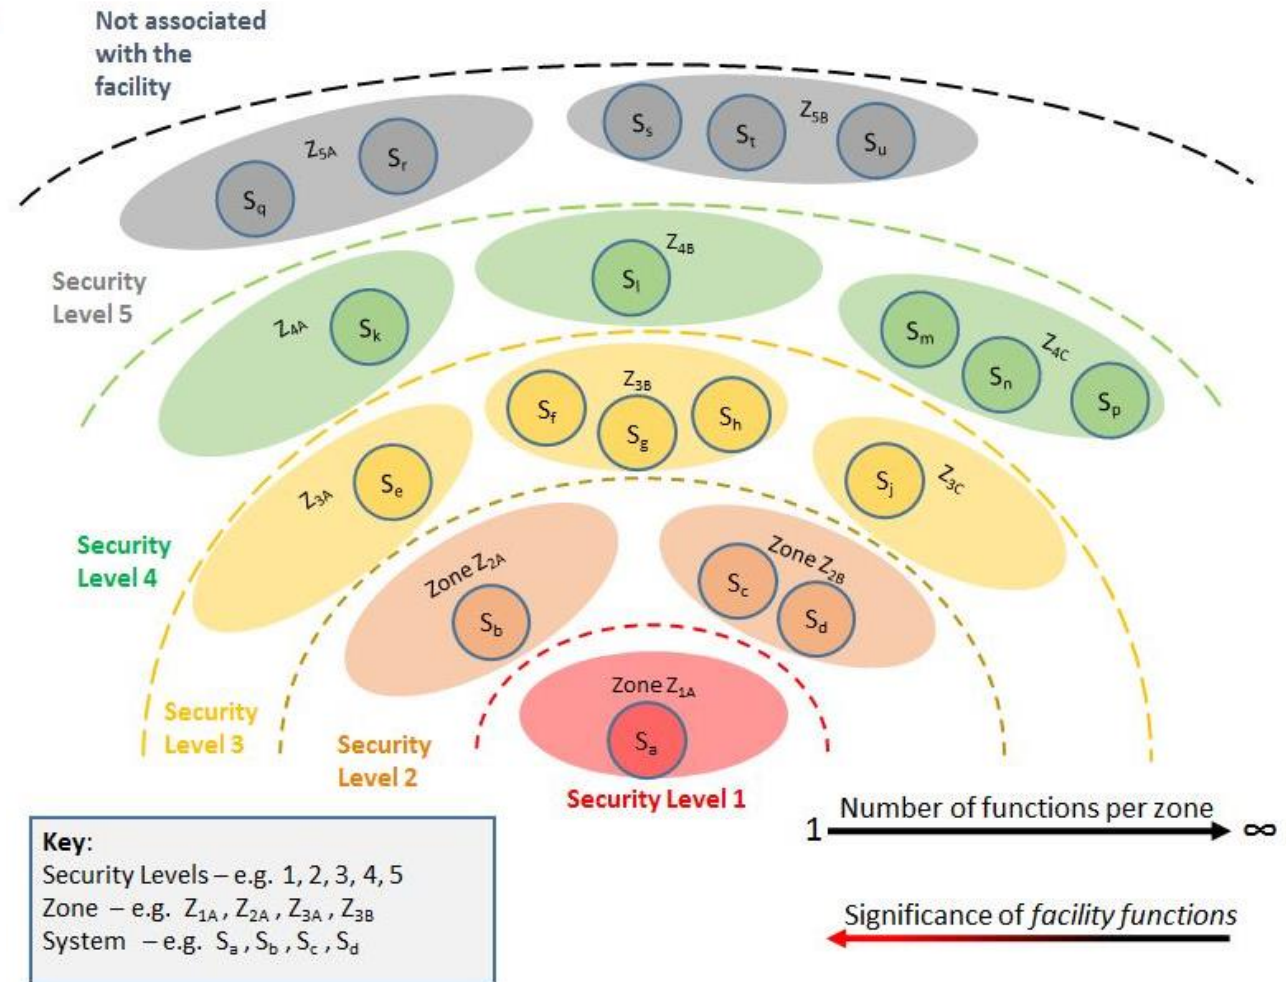 Not associated
with the
facility
Z5A
Sq
Sr
Ss
St
Z5B
Su
Security
Level 5
Z4A
Sk
Z4B
Sl
Sm
Sn
Z4C
Sp
Security
Level 4
Z3A
Se
Z3B
Sf
Sg
Sh
Sj
Z3C
Security
Level 3
Zone Z2A
Sb
Zone Z2B
Sc
Sd
Security
Level 2
Zone Z1A
Sa
Security Level 1
Key:
Security Levels – e.g. 1, 2, 3, 4, 5
Zone – e.g. Z1A , Z2A , Z3A , Z3B
System – e.g. Sa , Sb , Sc , Sd
Number of functions per zone
1 ∞
Significance of facility functions